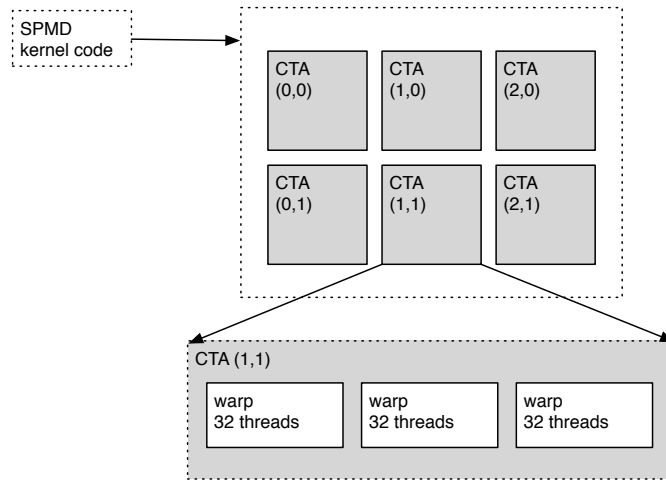 SPMD
kernel code
CTA
(0,0)
CTA
(1,0)
CTA
(2,0)
CTA
(0,1)
CTA
(1,1)
CTA
(2,1)
CTA (1,1)
warp
32 threads
warp
32 threads
warp
32 threads